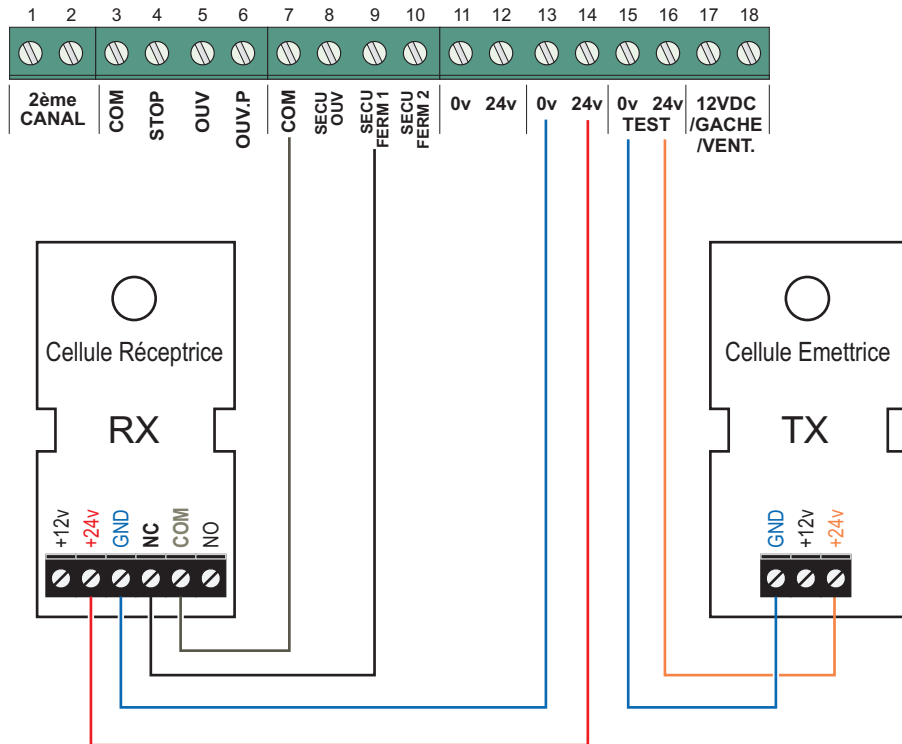 1 2 3 4 5 6 7 8 9 10 11 12 13 14 15 16 17 18
2ème
CANAL
COM
STOP
OUV
OUV.P
COM
SECU
OUV
SECU
FERM 1
SECU
FERM 2
0v 24v
0v 24v
0v 24v
TEST
12VDC
/GACHE
/VENT.
Cellule Réceptrice
RX
+12v
+24v
GND
NC
COM
NO
Cellule Emettrice
TX
GND
+12v
+24v